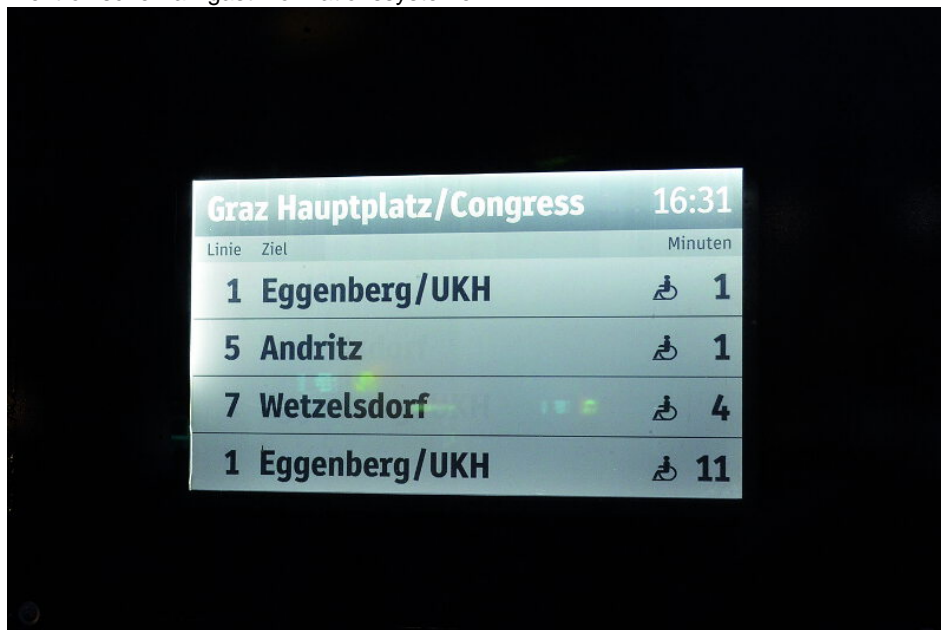 Graz Hauptplatz/Congress 16:31
Linie Ziel Minuten
1 Eggenberg/UKH 1
5 Andritz 1
7 Wetzelsdorf 4
1 Eggenberg/UKH 11